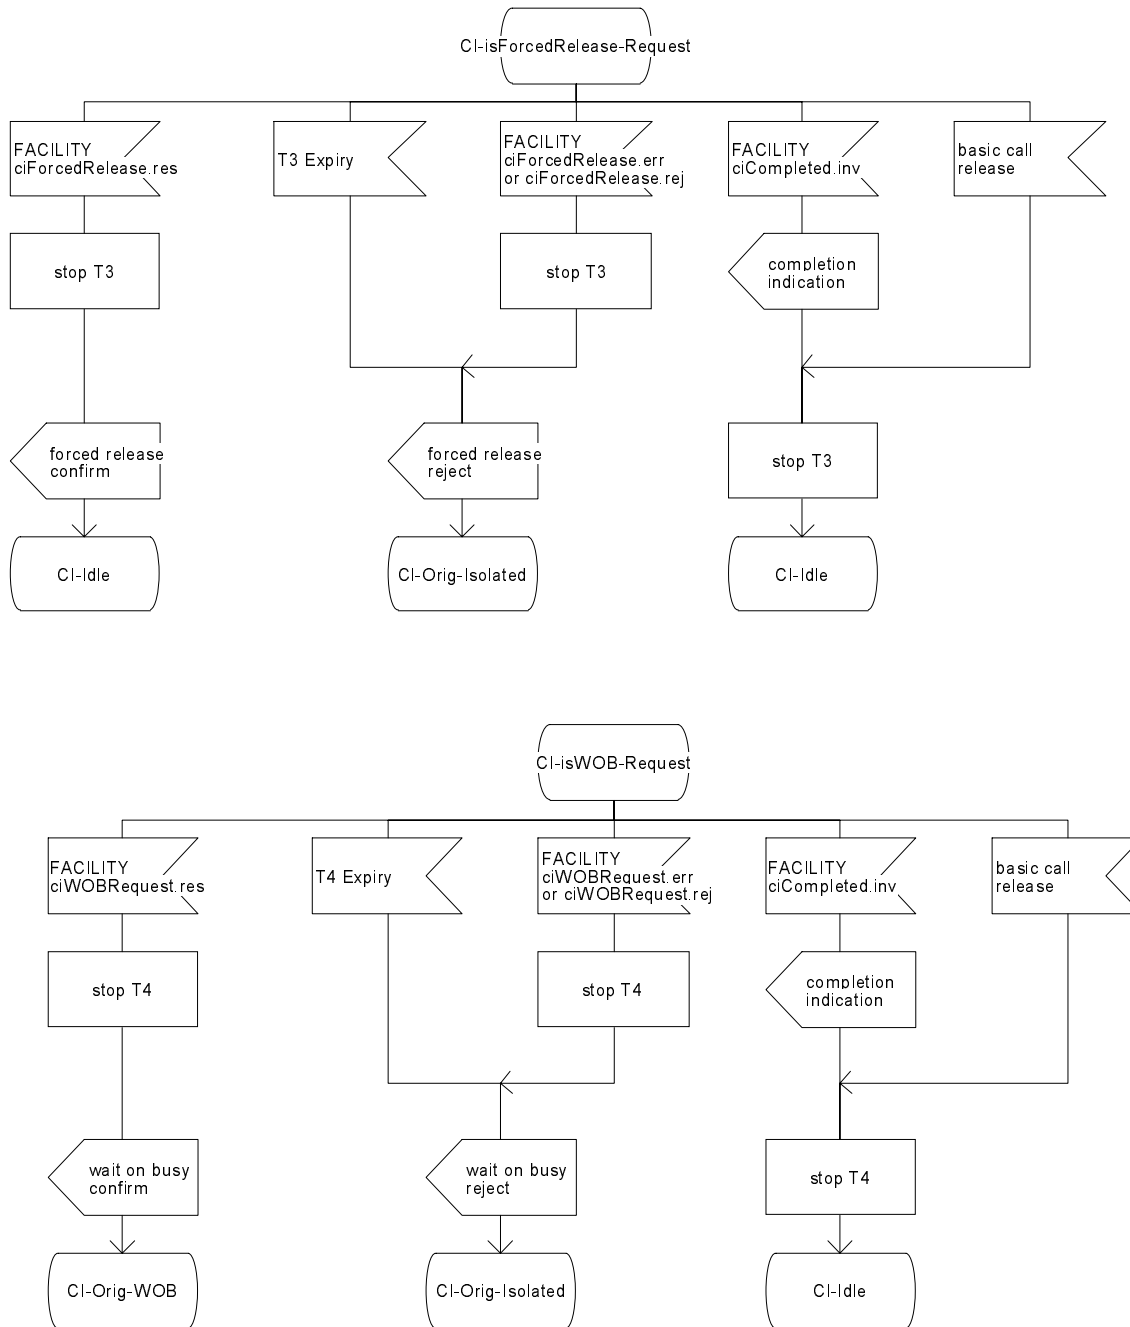 CI-isForcedRelease-Request
FACILITY
ciForcedRelease.res
T3 Expiry
FACILITY
ciForcedRelease.err
or ciForcedRelease.rej
FACILITY
ciCompleted.inv
basic call
release
stop T3
stop T3
completion
indication
forced release
confirm
forced release
reject
stop T3
CI-Idle
CI-Orig-Isolated
CI-Idle
CI-isWOB-Request
FACILITY
ciWOBRequest.res
T4 Expiry
FACILITY
ciWOBRequest.err
or ciWOBRequest.rej
FACILITY
ciCompleted.inv
basic call
release
stop T4
stop T4
completion
indication
wait on busy
confirm
wait on busy
reject
stop T4
CI-Orig-WOB
CI-Orig-Isolated
CI-Idle